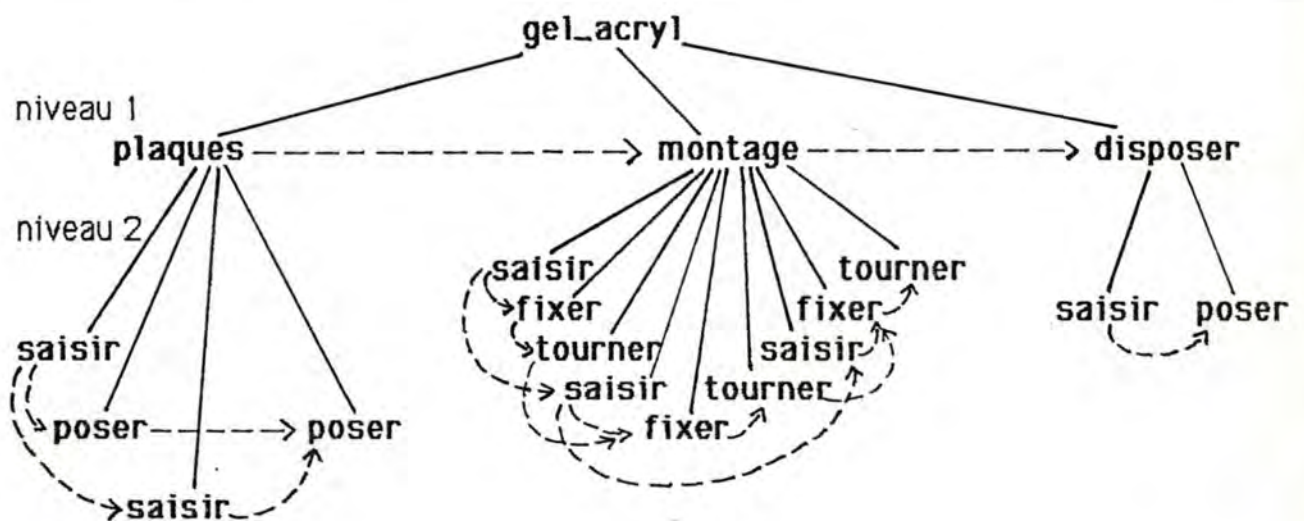 gel_acryl
niveau 1
plaques montage disposer
niveau 2
saisir tourner
fixer fixer saisir poser
saisir tourner saisir
saisir tourner
poser poser fixer
saisir